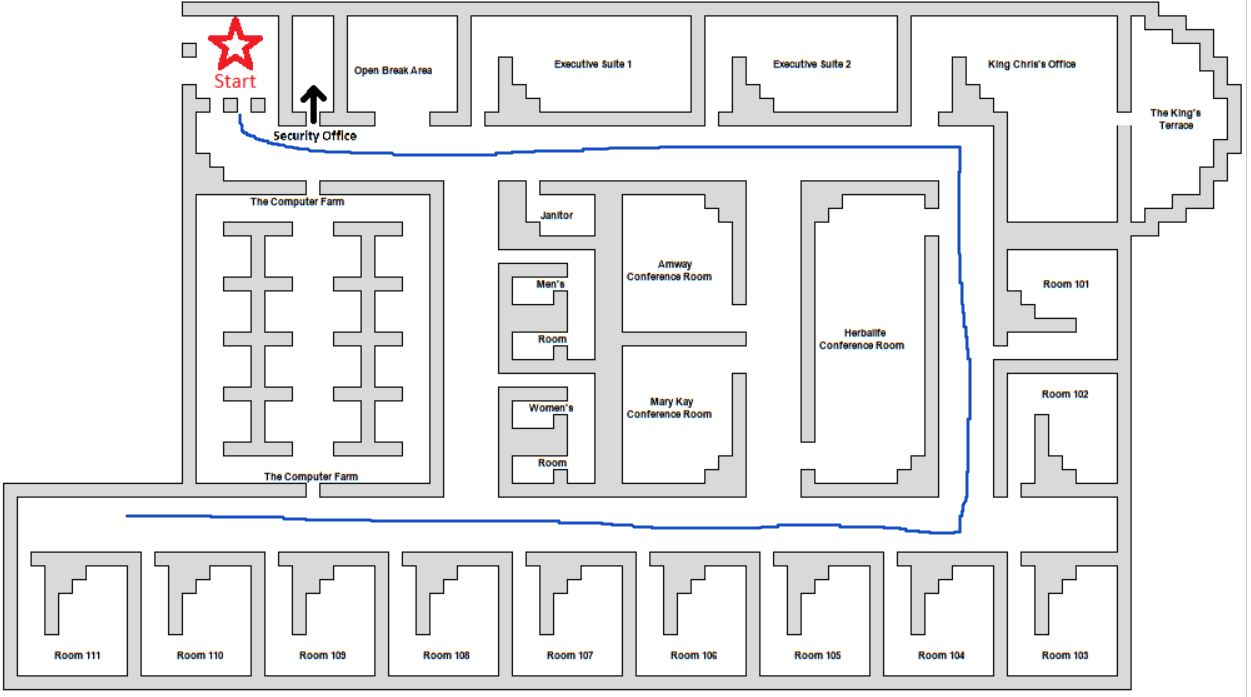 Start
Open Break Area
Executive Suite 1
Executive Suite 2
King Chris's Office
The King's
Terrace
Security Office
The Computer Farm
Janitor
Amway
Conference Room
Men's
Room
Room 101
Herbalife
Conference Room
Mary Kay
Conference Room
Women's
Room
Room 102
The Computer Farm
Room 111
Room 110
Room 109
Room 108
Room 107
Room 106
Room 105
Room 104
Room 103